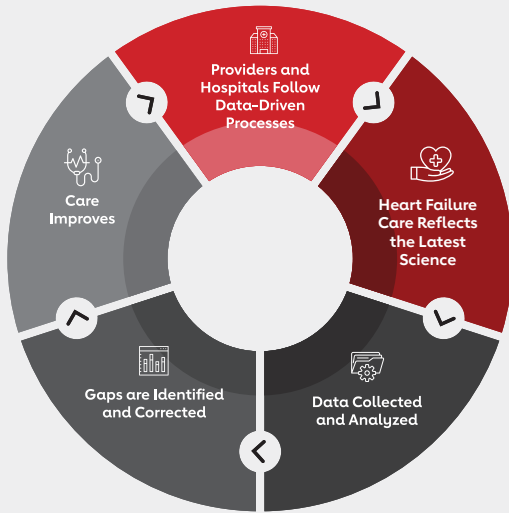 Providers and
Hospitals Follow
Data-Driven
Processes
Heart Failure
Care Reflects
the Latest
Science
Data Collected
and Analyzed
Gaps are Identified
and Corrected
Care
Improves